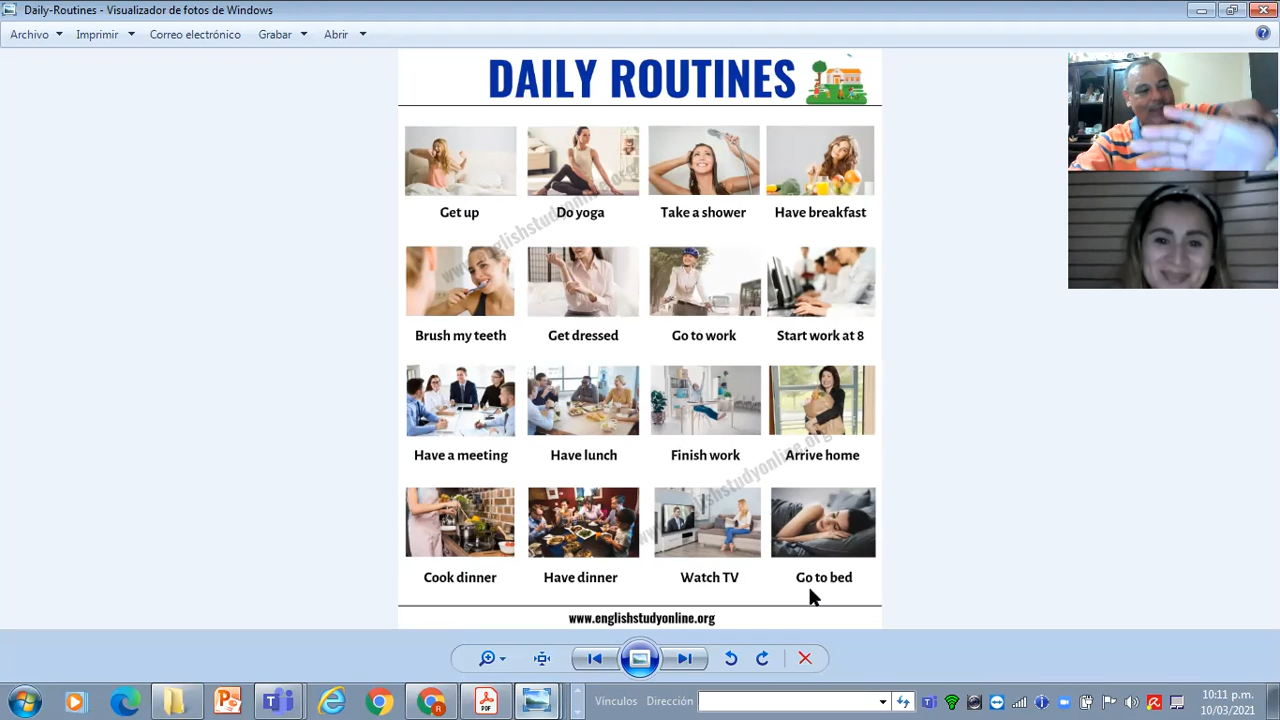 Daily-Routines - Visualizador de fotos de Windows
Archivo Imprimir Correo electrónico Grabar Abrir
DAILY ROUTINES
Get up Do yoga Take a shower Have breakfast
Brush my teeth Get dressed Go to work Start work at 8
Have a meeting Have lunch Finish work Arrive home
Cook dinner Have dinner Watch TV Go to bed
www.englishstudyonline.org
Vínculos Dirección
10:11 p.m.
10/03/2021